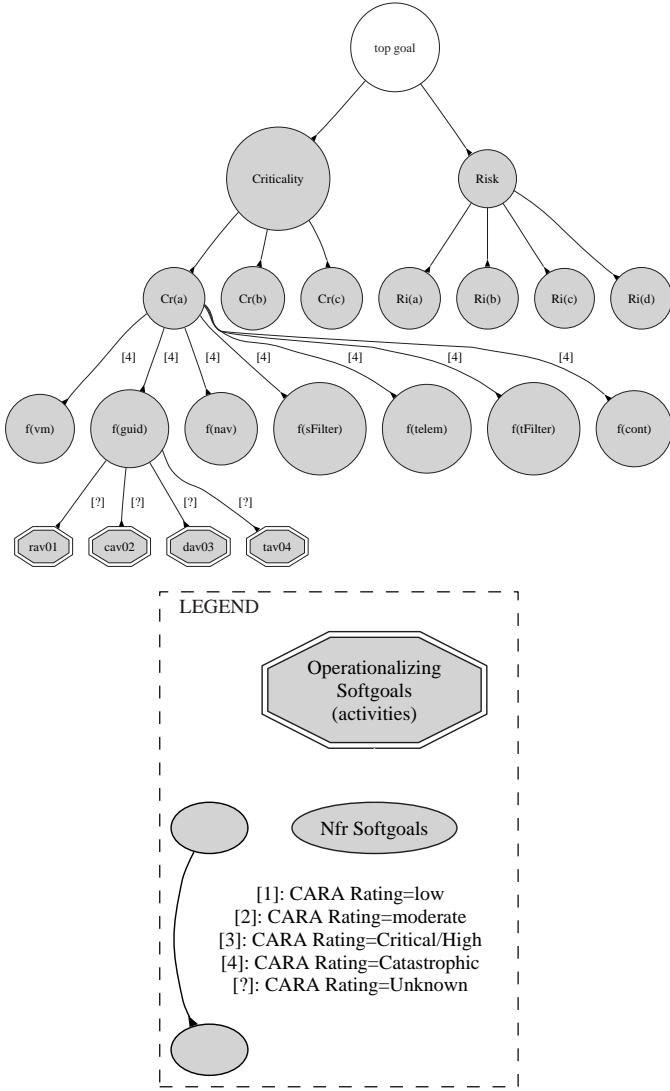 top goal
Criticality
Risk
Cr(a)
Cr(b)
Cr(c)
Ri(a)
Ri(b)
Ri(c)
Ri(d)
[4]
[4]
[4]
[4]
[4]
[4]
[4]
f(vm)
f(guid)
f(nav)
f(sFilter)
f(telem)
f(tFilter)
f(cont)
[?]
[?]
[?]
[?]
rav01
cav02
dav03
tav04
LEGEND
Operationalizing
Softgoals
(activities)
Nfr Softgoals
[1]: CARA Rating=low
[2]: CARA Rating=moderate
[3]: CARA Rating=Critical/High
[4]: CARA Rating=Catastrophic
[?]: CARA Rating=Unknown